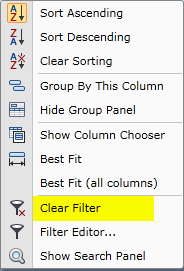 Sort Ascending
Sort Descending
Clear Sorting
Group By This Column
Hide Group Panel
Show Column Chooser
Best Fit
Best Fit (all columns)
Clear Filter
Filter Editor...
Show Search Panel